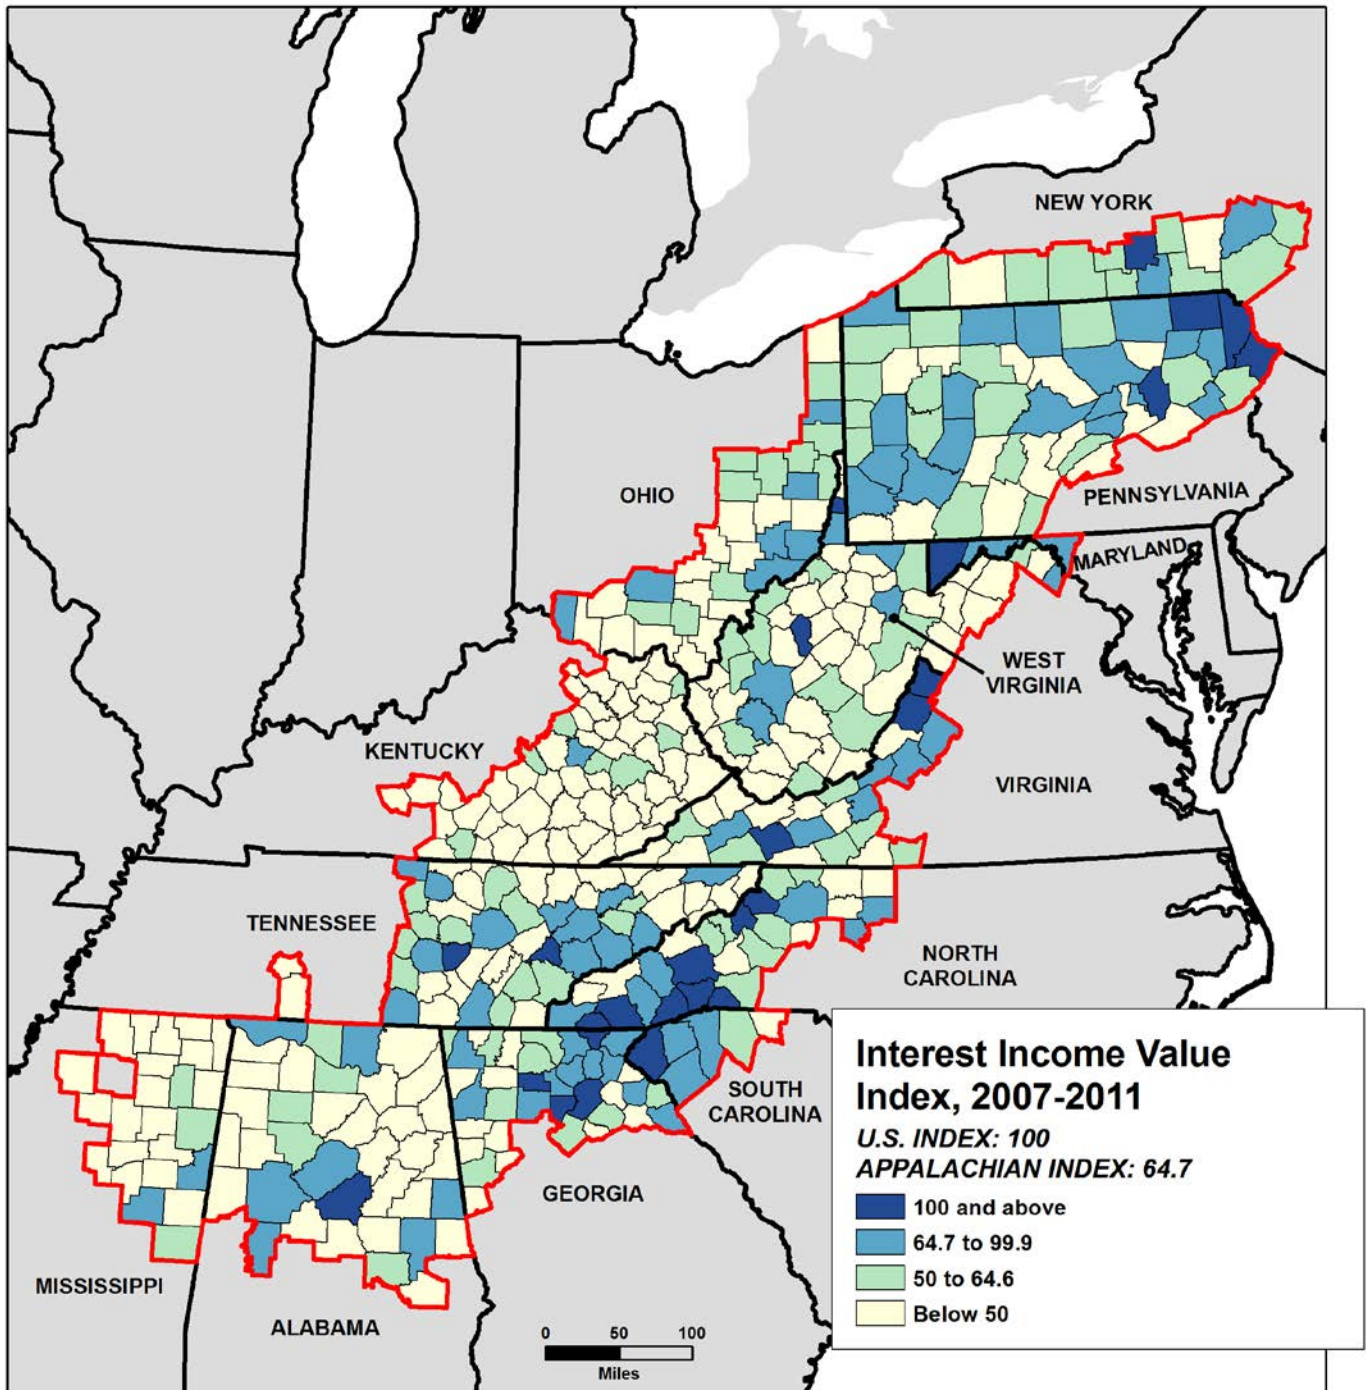 NEW YORK
OHIO
PENNSYLVANIA
MARYLAND
WEST
VIRGINIA
KENTUCKY
VIRGINIA
TENNESSEE
NORTH
CAROLINA
SOUTH
CAROLINA
GEORGIA
MISSISSIPPI
ALABAMA
0 50 100
Miles
Interest Income Value
Index, 2007-2011
U.S. INDEX: 100
APPALACHIAN INDEX: 64.7
100 and above
64.7 to 99.9
50 to 64.6
Below 50